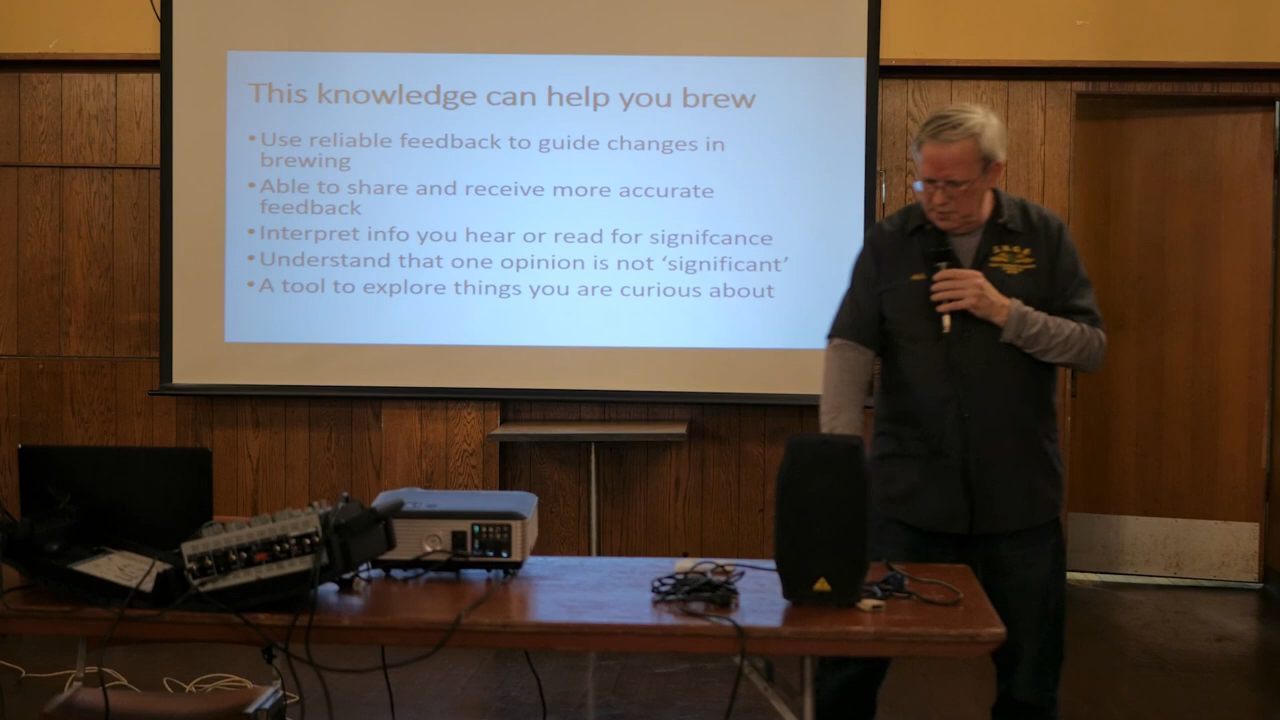 This knowledge can help you brew
•Use reliable feedback to guide changes in
brewing
•Able to share and receive more accurate
feedback
•Interpret info you hear or read for signifcance
•Understand that one opinion is not ‘significant’
•A tool to explore things you are curious about